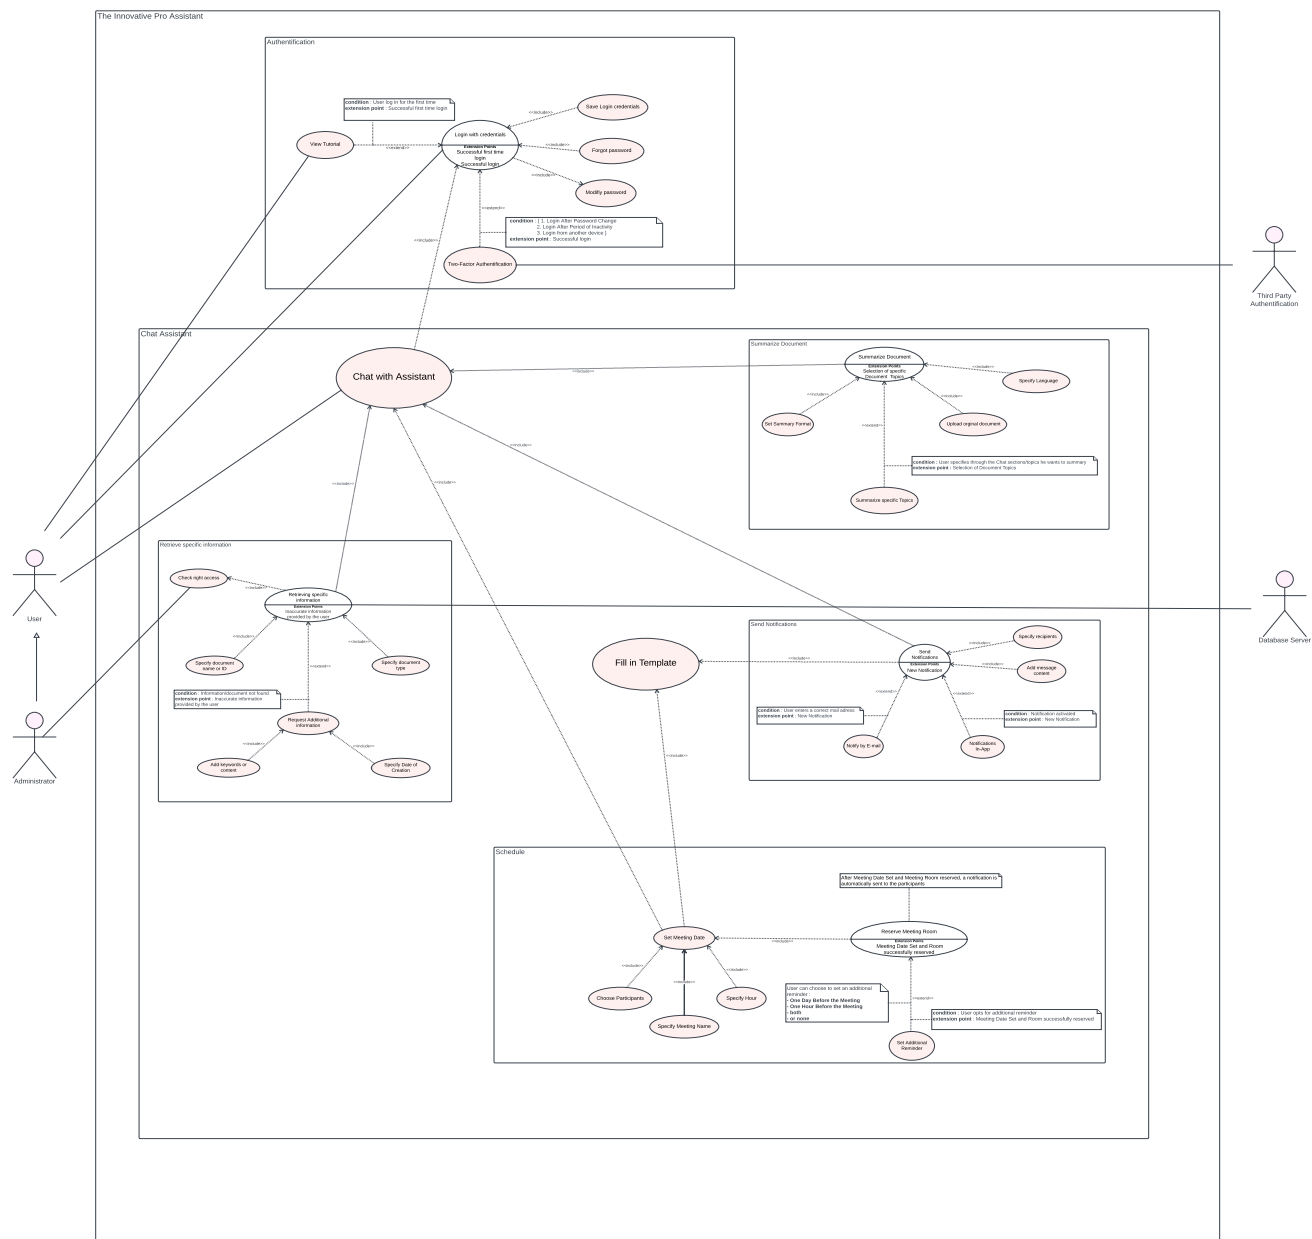 The Innovative Pro Assistant
Authentification
condition : User log in for the first time
extension point : Successful first time login
Save Login credentials
<<include>>
Login with credentials
Extension Points
Successful first time
login
Successful login
View Tutorial
<<extend>>
<<include>>
Forgot password
<<include>>
Modifiy password
<<extend>>
condition : { 1. Login After Password Change
2. Login After Period of Inactivity
3. Login from another device }
extension point : Successful login
<<include>>
Two-Factor Authentification
Third Party
Authentification
Chat Assistant
Chat with Assistant
<<include>>
Summarize Document
Summarize Document
Extension Points
Selection of specific
Document Topics
<<include>>
Specify Language
<<include>>
<<include>>
Set Summary Format
<<extend>>
Upload orginal document
condition : User specifies through the Chat sections/topics he wants to summary
extension point : Selection of Document Topics
Summarize specific Topics
<<include>>
<<include>>
<<include>>
User
Administrator
Retrieve specific information
Check right access
<<include>>
Retrieving specific
information
Extension Points
Inaccurate information
provided by the user
<<include>>
<<include>>
Specify document
name or ID
<<extend>>
Specify document
type
condition : Information/document not found
extension point : Inaccurate information
provided by the user
Request Additional
information
<<include>>
<<include>>
Add keywords or
content
Specify Date of
Creation
Database Server
Fill in Template
<<include>>
<<include>>
Send Notifications
Specify recipients
<<include>>
Send
Notifications
Extension Points
New Notification
<<include>>
Add message
content
<<extend>>
<<extend>>
condition : User enters a correct mail adress
extension point : New Notification
condition : Notification activated
extension point : New Notification
Notify by E-mail
Notifications
In-App
Schedule
After Meeting Date Set and Meeting Room reserved, a notification is
automatically sent to the participants
Set Meeting Date
<<include>>
Reserve Meeting Room
Extension Points
Meeting Date Set and Room
successfully reserved
<<include>>
<<include>>
<<include>>
Choose Participants
Specify Hour
Specify Meeting Name
User can choose to set an additional
reminder :
- One Day Before the Meeting
- One Hour Before the Meeting
- both
- or none
<<extend>>
condition : User opts for additional reminder
extension point : Meeting Date Set and Room successfully reserved
Set Additional
Reminder